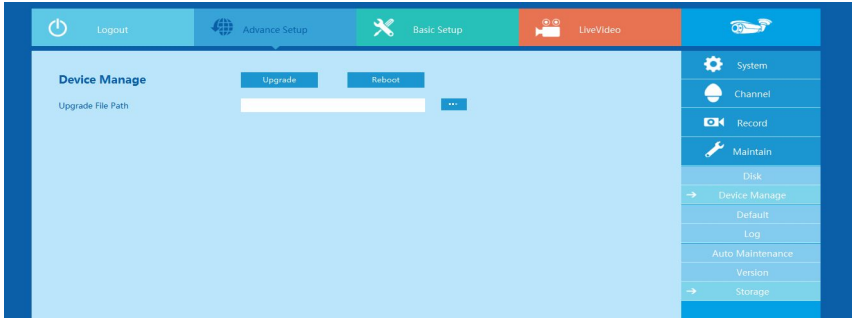 Logout
Advance Setup
Basic Setup
LiveVideo
Device Manage
Upgrade
Reboot
Upgrade File Path
...
System
Channel
Record
Maintain
Disk
Device Manage
Default
Log
Auto Maintenance
Version
Storage